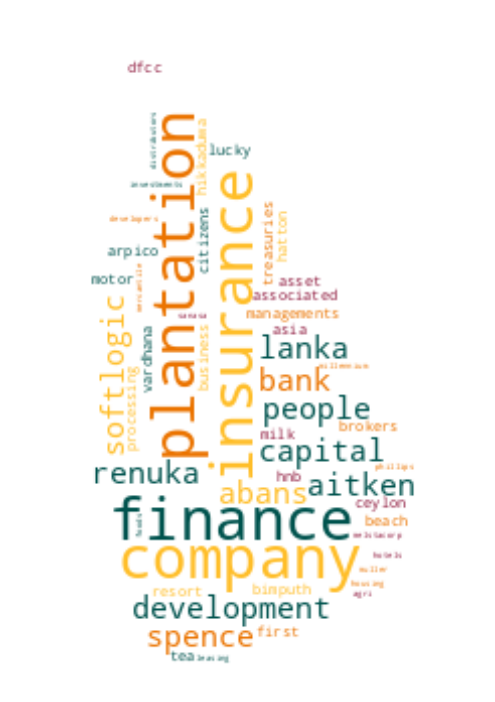 dfcc
distributors
plantation
hikkaduwa
lucky
insurance
investments
developers
citizens
treasuries
hatton
arpico
motor
mercantile
asset
associated
softlogic
sanasa
managements
asia
vardhana
business
lanka
processing
millennium
bank
people
brokers
milk
capital
phillips
renuka
hnb
aitken
abans
ceylon
foods
finance
beach
melstacorp
company
hotels
muller
housing
resort
bimputh
agri
development
spence
first
tea
leasing